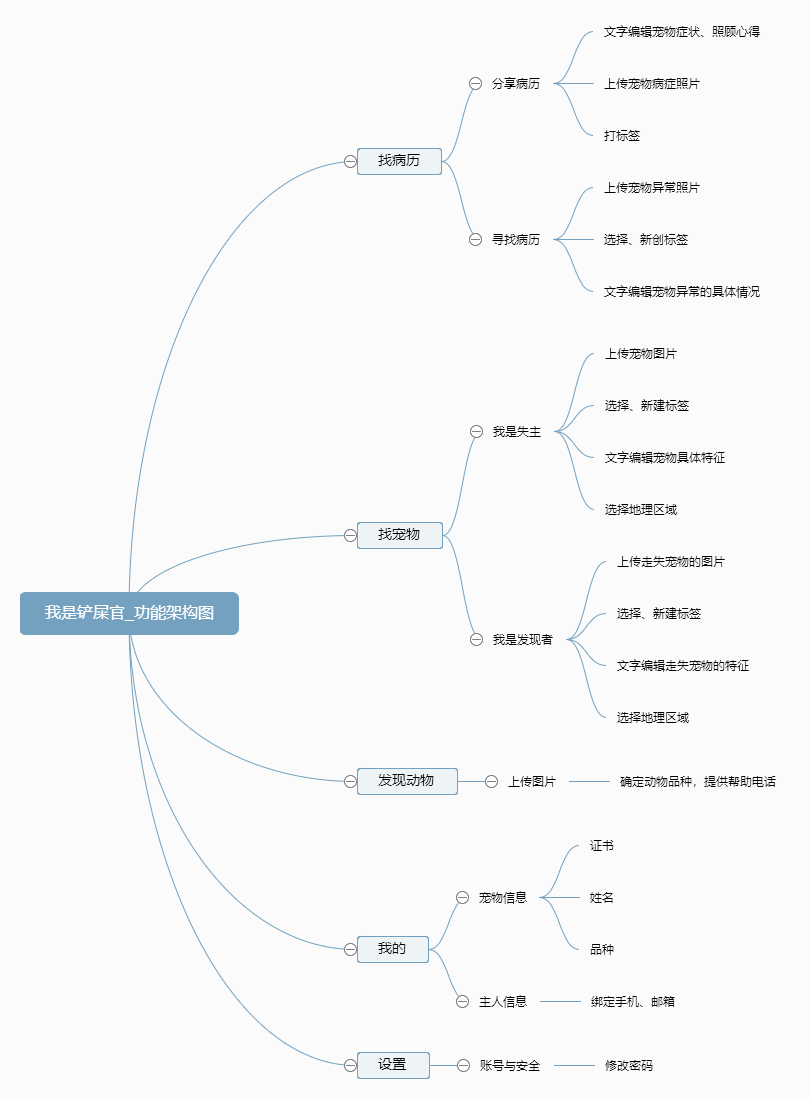 我是铲屎官_功能架构图
找病历
分享病历
文字编辑宠物症状、照顾心得
上传宠物病症照片
打标签
寻找病历
上传宠物异常照片
选择、新创标签
文字编辑宠物异常的具体情况
找宠物
我是失主
上传宠物图片
选择、新建标签
文字编辑宠物具体特征
选择地理区域
我是发现者
上传走失宠物的图片
选择、新建标签
文字编辑走失宠物的特征
选择地理区域
发现动物
上传图片
确定动物品种，提供帮助电话
我的
宠物信息
证书
姓名
品种
主人信息
绑定手机、邮箱
设置
账号与安全
修改密码